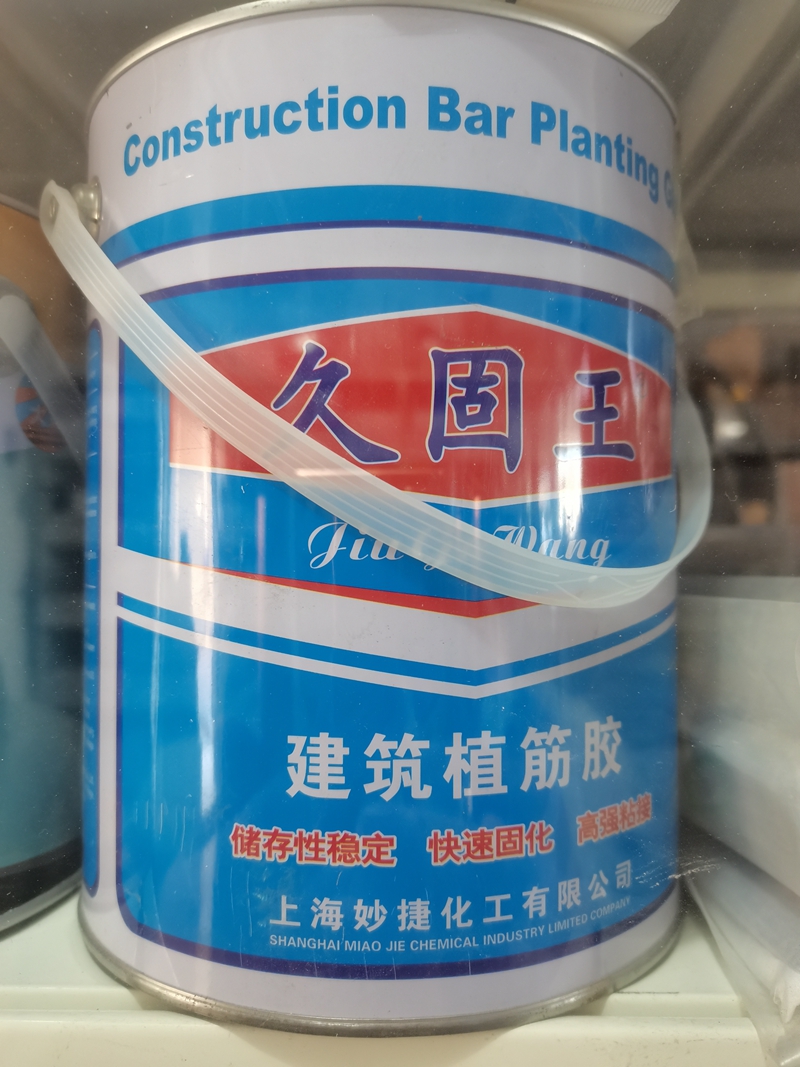 Construction Bar Planting
久固王
Wang
建筑植筋胶
储存性稳定 快速固化 高强粘接
上海妙捷化工有限公司
SHANGHAI MIAO JIE CHEMICAL INDUSTRY LIMITED COMPANY